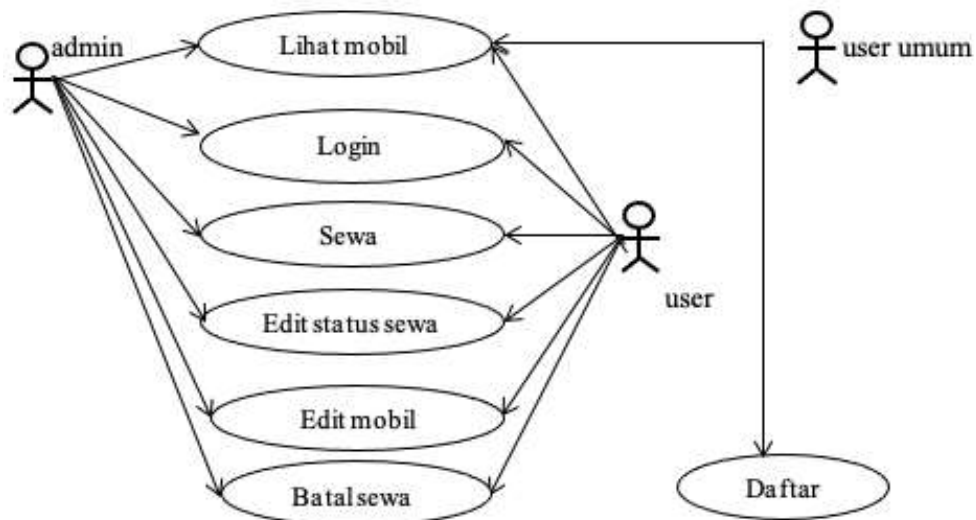 admin
Lihat mobil
user umum
Login
Sewa
user
Edit status sewa
Edit mobil
Batal sewa
Daftar